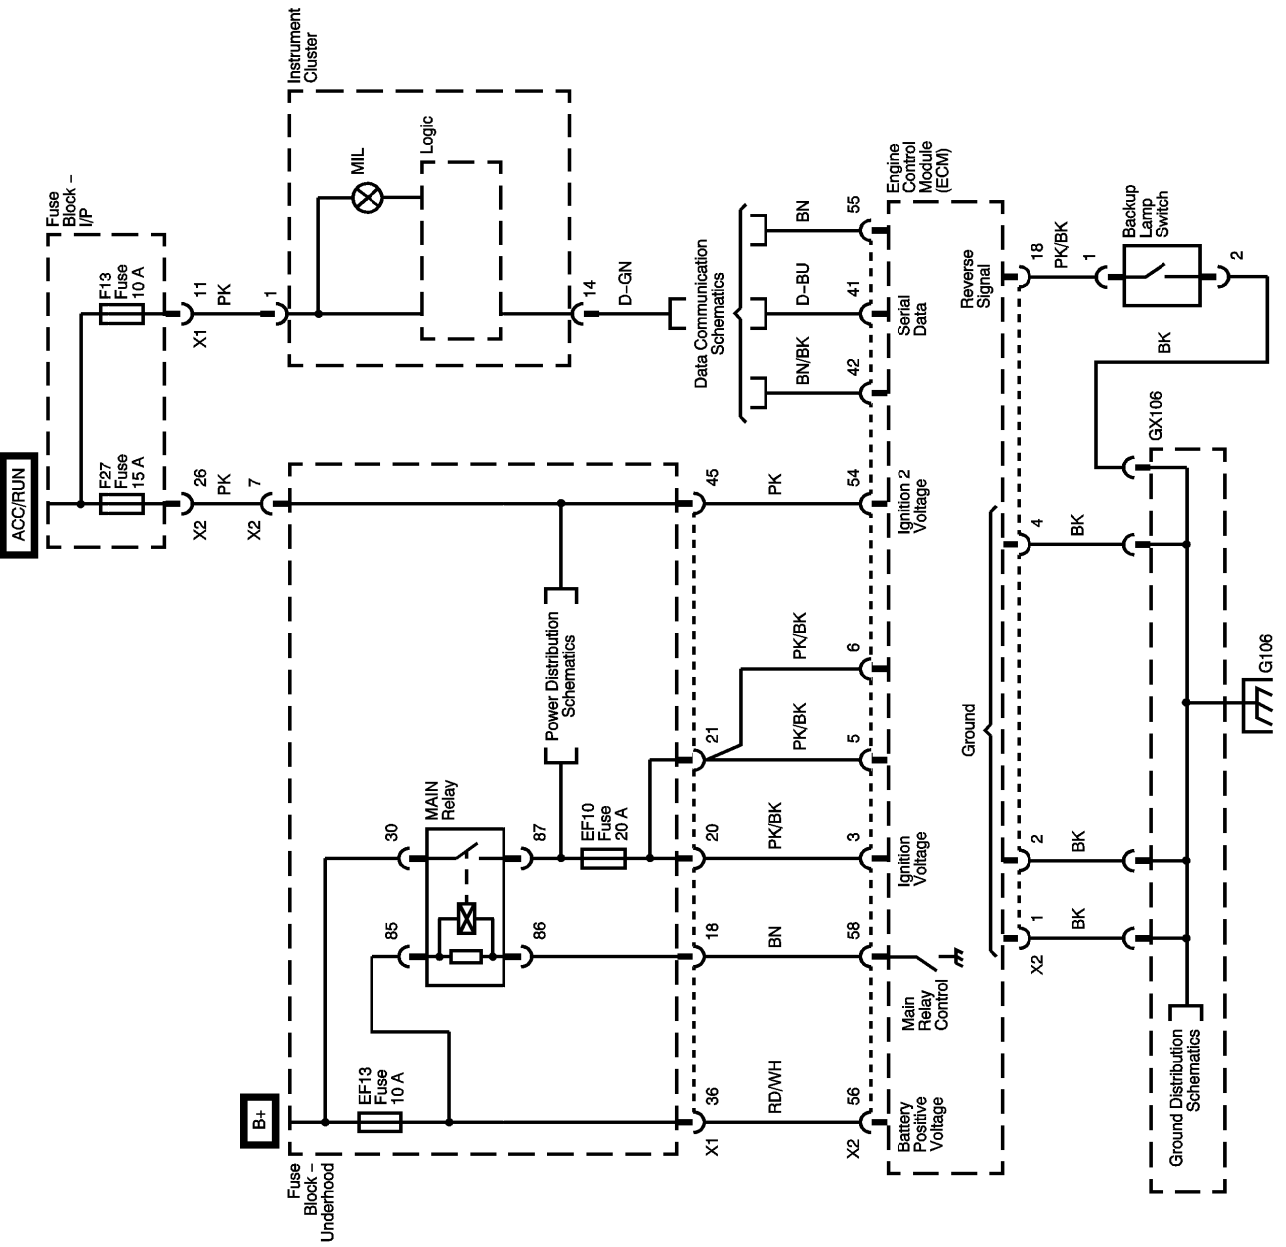 B+
ACC/RUN
Fuse
Block –
Underhood
EF13
Fuse
10 A
MAIN
Relay
85
30
86
87
EF10
Fuse
20 A
Power Distribution
Schematics
Fuse
Block –
I/P
F27
Fuse
15 A
F13
Fuse
10 A
X2
26
PK
X2
7
X1
11
PK
1
Instrument
Cluster
MIL
Logic
14
D–GN
Data Communication
Schematics
X1
36
18
20
21
45
RD/WH
BN
PK/BK
PK/BK
PK/BK
PK
BN/BK
D–BU
BN
X2
56
58
3
5
6
54
42
41
55
Battery
Positive
Voltage
Main
Relay
Control
Ignition
Voltage
Ignition 2
Voltage
Serial
Data
Engine
Control
Module
(ECM)
Ground
Reverse
Signal
X2
1
2
4
18
BK
BK
BK
PK/BK
1
Backup
Lamp
Switch
2
BK
GX106
Ground Distribution
Schematics
G106